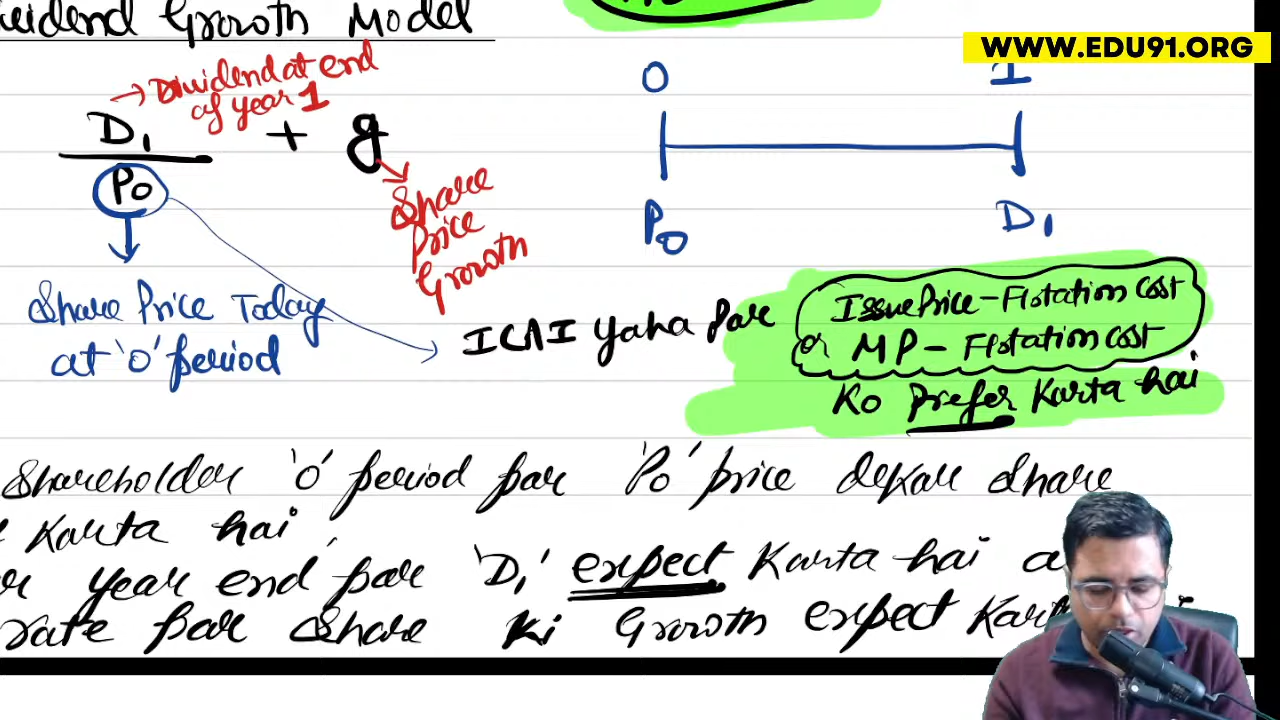 Dividend Growth Model
WWW.EDU91.ORG
→ Dividend at end
of year 1
D₁
+ g
P₀
Share
Price
Growth
0
1
P₀
D₁
Share Price Today
at '0' period
ICAI yaha par
Issue Price - Flotation cost
or MP - Flotation cost
Ko Prefer Karta hai
Shareholder '0' period par 'P₀' price dekar share
Karta hai
year end par 'D₁' expect Karta hai
rate par share ki Growth expect